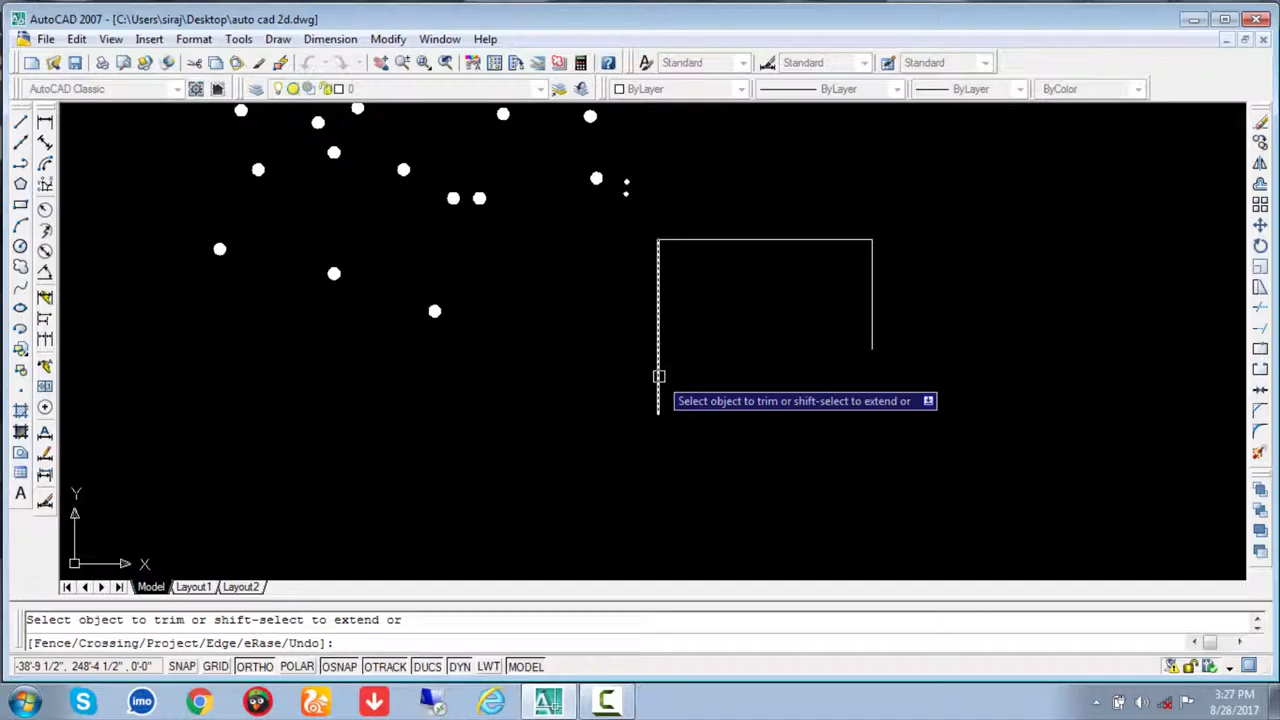 AutoCAD 2007 - [C:\Users\siraj\Desktop\auto cad 2d.dwg]
File Edit View Insert Format Tools Draw Dimension Modify Window Help
Standard Standard Standard
AutoCAD Classic 0 ByLayer ByLayer ByLayer ByColor
Select object to trim or shift-select to extend or
Y
X
Model Layout1 Layout2
Select object to trim or shift-select to extend or
[Fence/Crossing/Project/Edge/eRase/Undo]:
-38'-9 1/2", 248'-4 1/2", 0'-0" SNAP GRID ORTHO POLAR OSNAP OTRACK DUCS DYN LWT MODEL
imo
3:27 PM
8/28/2017